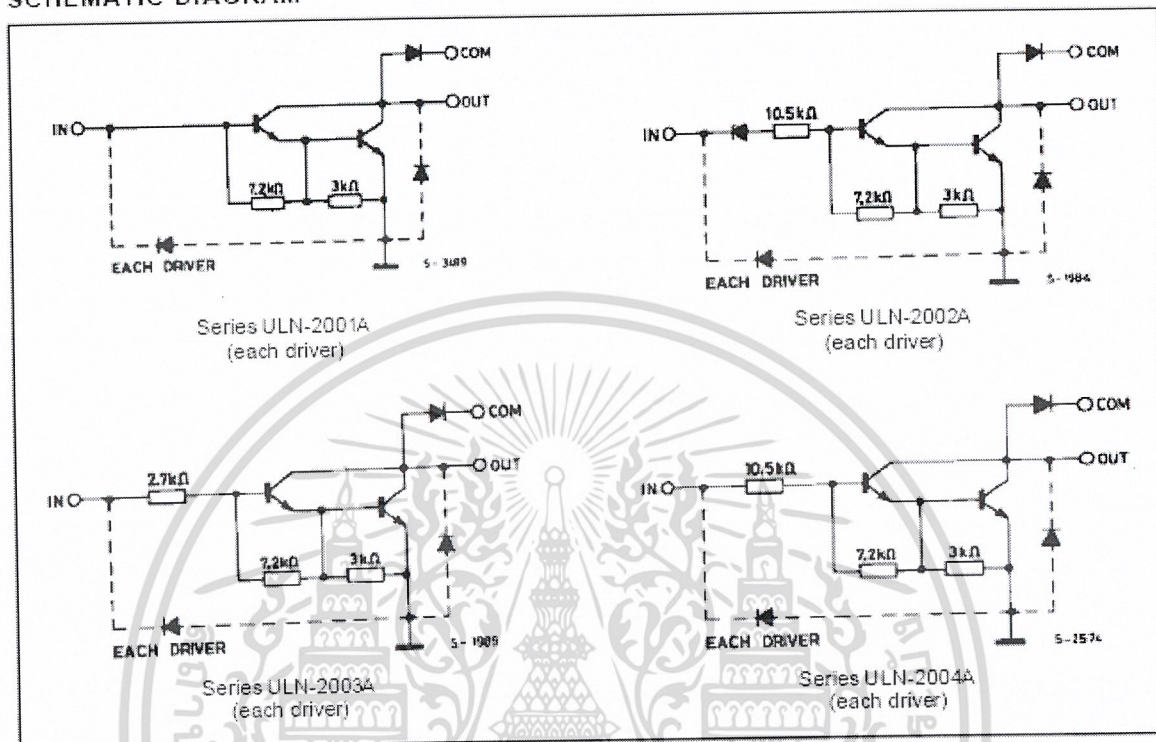 SCHEMATIC DIAGRAM
COM
OUT
IN
7.2kΩ
3kΩ
EACH DRIVER
S-3489
Series ULN-2001A
(each driver)
COM
OUT
10.5kΩ
IN
7.2kΩ
3kΩ
EACH DRIVER
S-1984
Series ULN-2002A
(each driver)
COM
OUT
2.7kΩ
IN
7.2kΩ
3kΩ
EACH DRIVER
S-1989
Series ULN-2003A
(each driver)
COM
OUT
10.5kΩ
IN
7.2kΩ
3kΩ
EACH DRIVER
S-2574
Series ULN-2004A
(each driver)